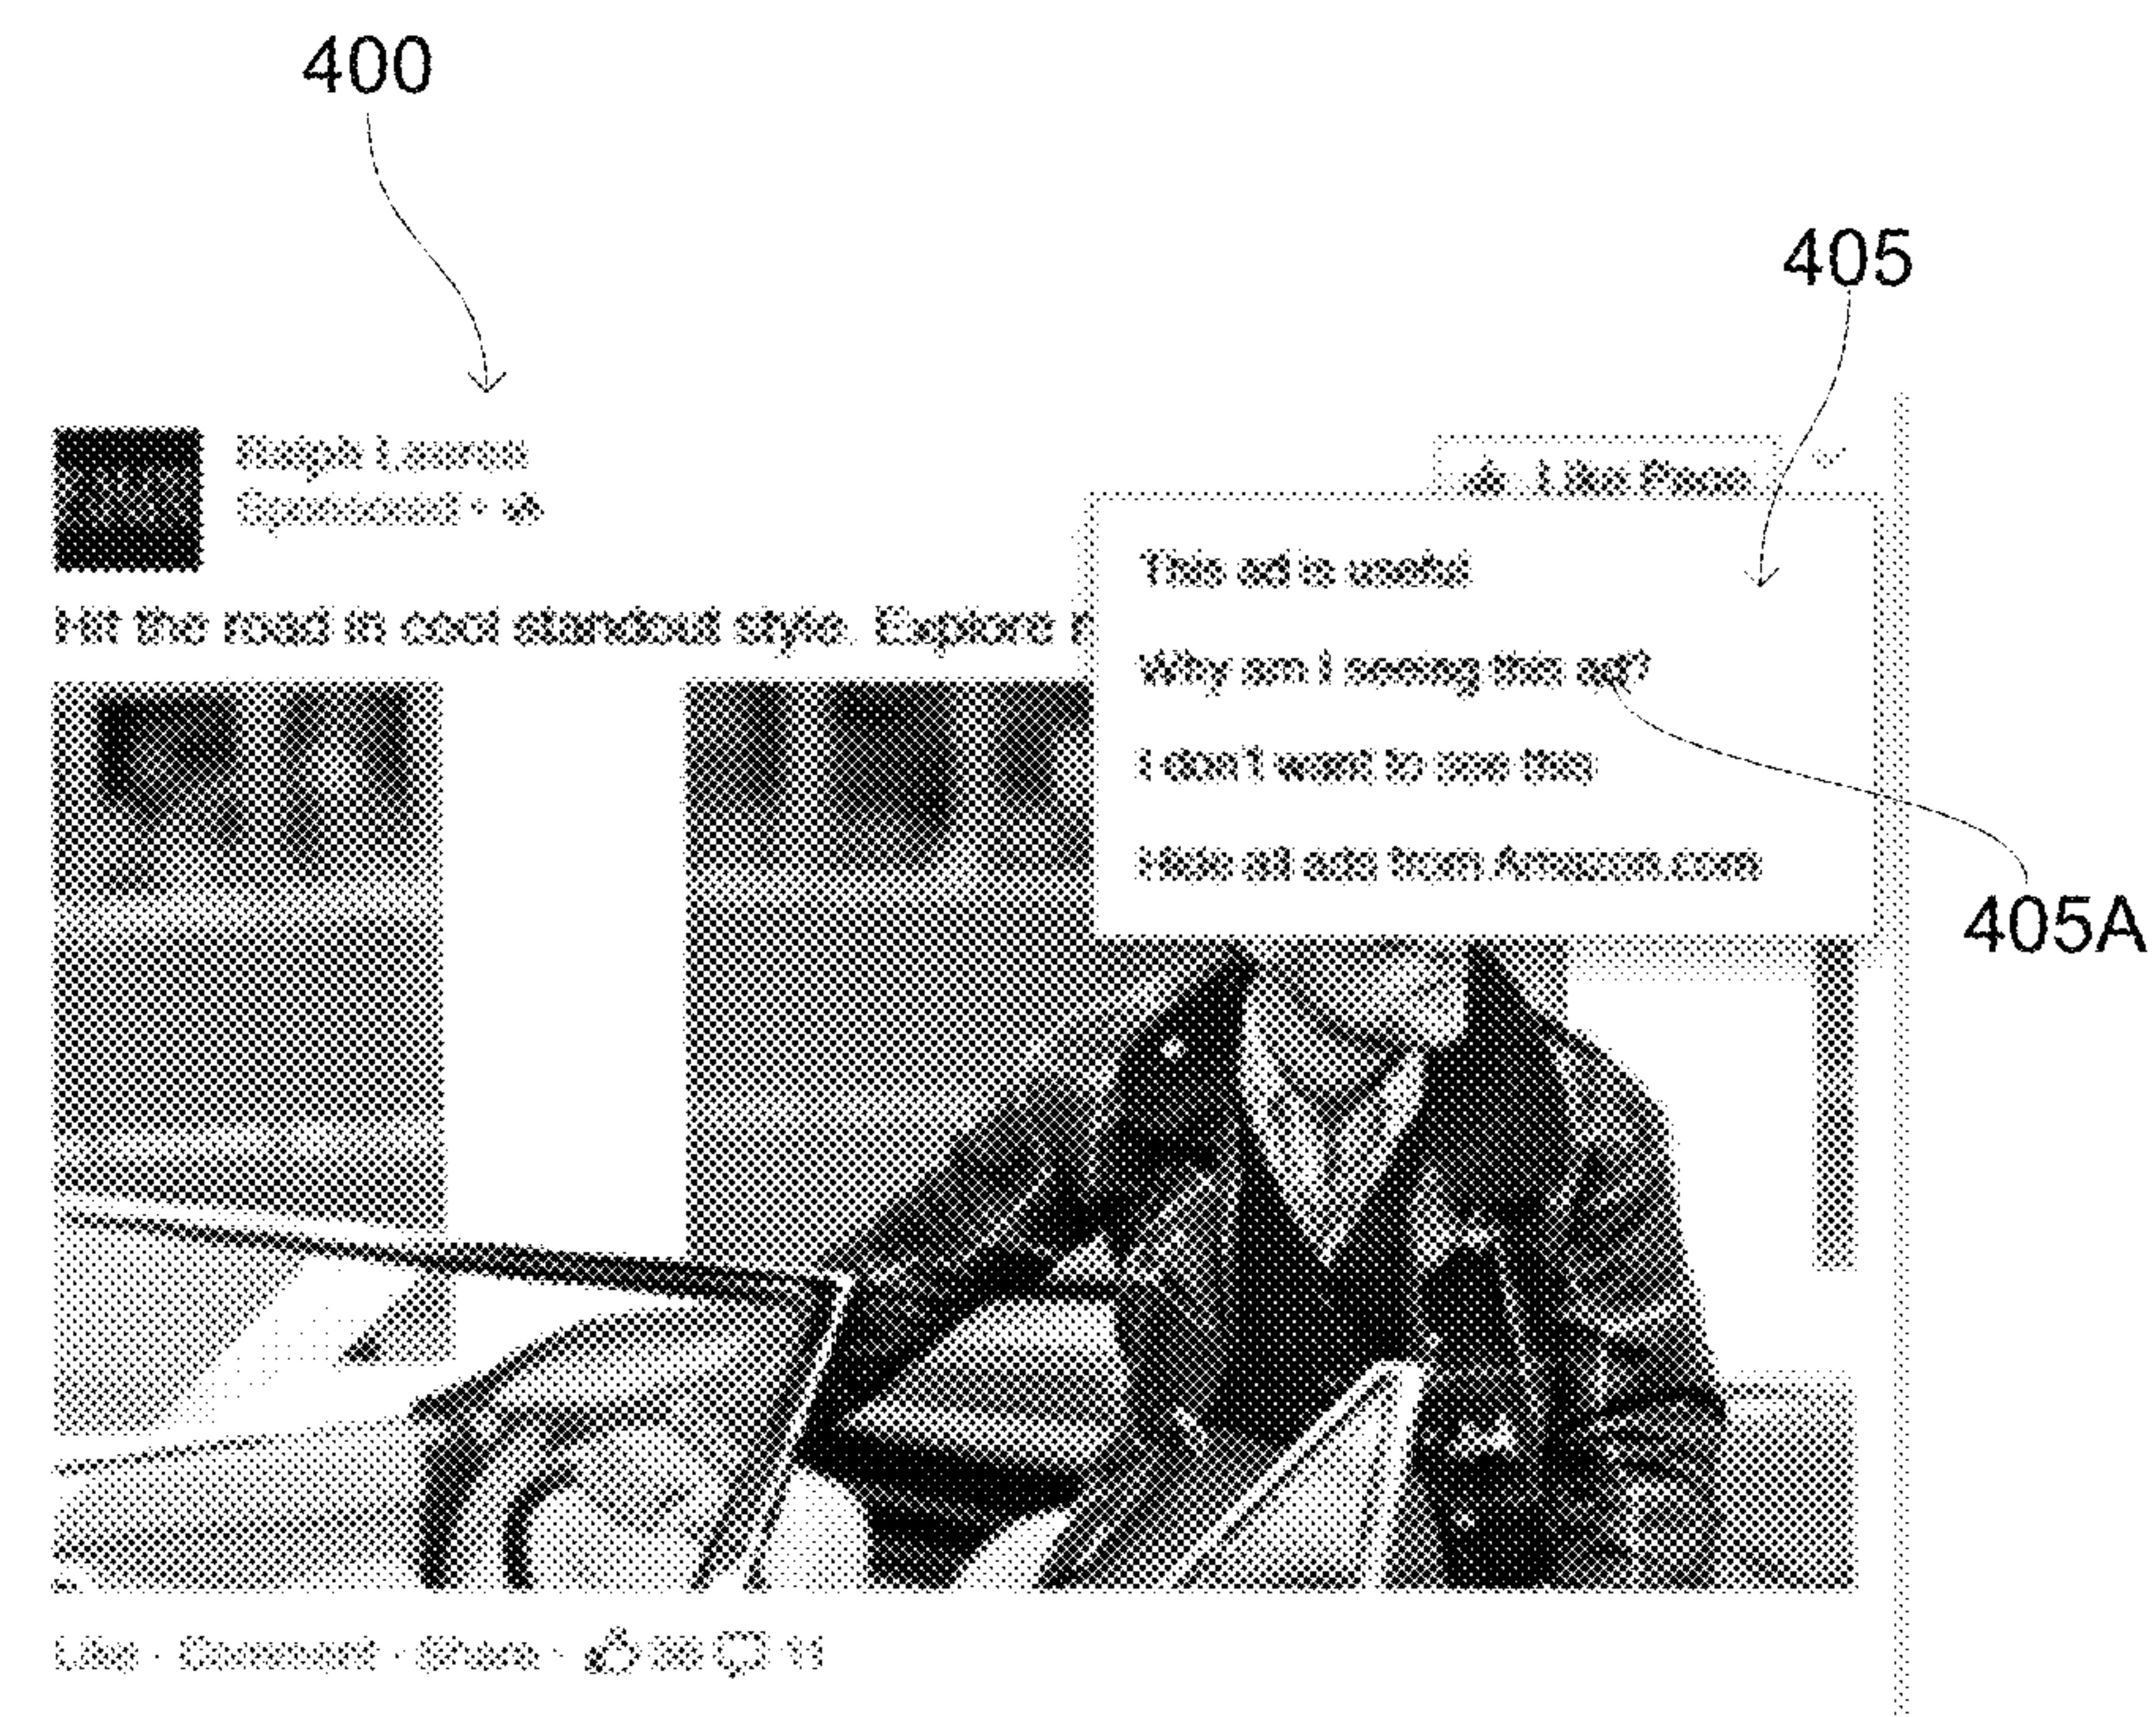 400
405
Ralph Lauren
Sponsored ·
Like Page
This ad is useful
Hit the road in cool standout style. Explore
Why am I seeing this ad?
I don't want to see this
Hide all ads from Amazon.com
405A
Like · Comment · Share · 11